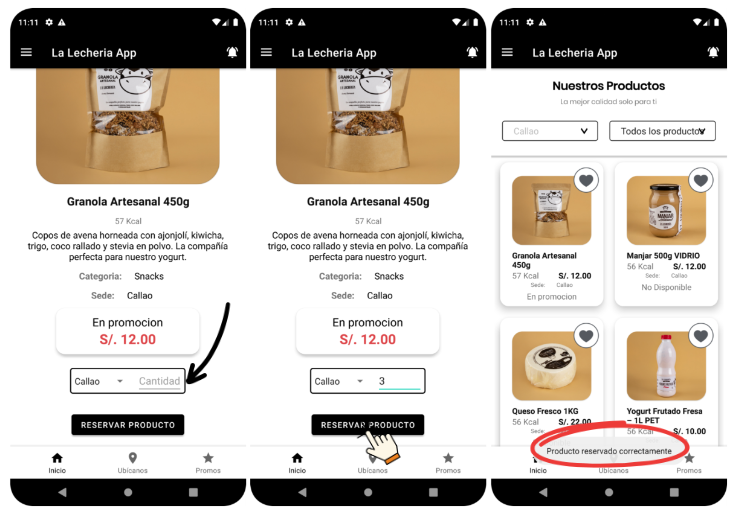 11:11
La Lecheria App
GRANOLA
ARTESANAL
Granola Artesanal 450g
57 Kcal
Copos de avena horneada con ajonjolí, kiwicha,
trigo, coco rallado y stevia en polvo. La compañía
perfecta para nuestro yogurt.
Categoria: Snacks
Sede: Callao
En promocion
S/. 12.00
Callao Cantidad
RESERVAR PRODUCTO
Inicio Ubícanos Promos
11:11
La Lecheria App
GRANOLA
ARTESANAL
Granola Artesanal 450g
57 Kcal
Copos de avena horneada con ajonjolí, kiwicha,
trigo, coco rallado y stevia en polvo. La compañía
perfecta para nuestro yogurt.
Categoria: Snacks
Sede: Callao
En promocion
S/. 12.00
Callao 3
RESERVAR PRODUCTO
Inicio Ubícanos Promos
11:11
La Lecheria App
Nuestros Productos
La mejor calidad solo para ti
Callao Todos los productos
Granola Artesanal
450g
57 Kcal S/. 12.00
Sede: Callao
En promocion
MANJAR
Manjar 500g VIDRIO
56 Kcal S/. 12.00
Sede: Callao
No Disponible
Queso Fresco 1KG
56 Kcal S/. 22.00
Sede:
Yogurt Frutado Fresa
– 1L PET
56 Kcal S/. 10.00
Producto reservado correctamente
Inicio Ubícanos Promos